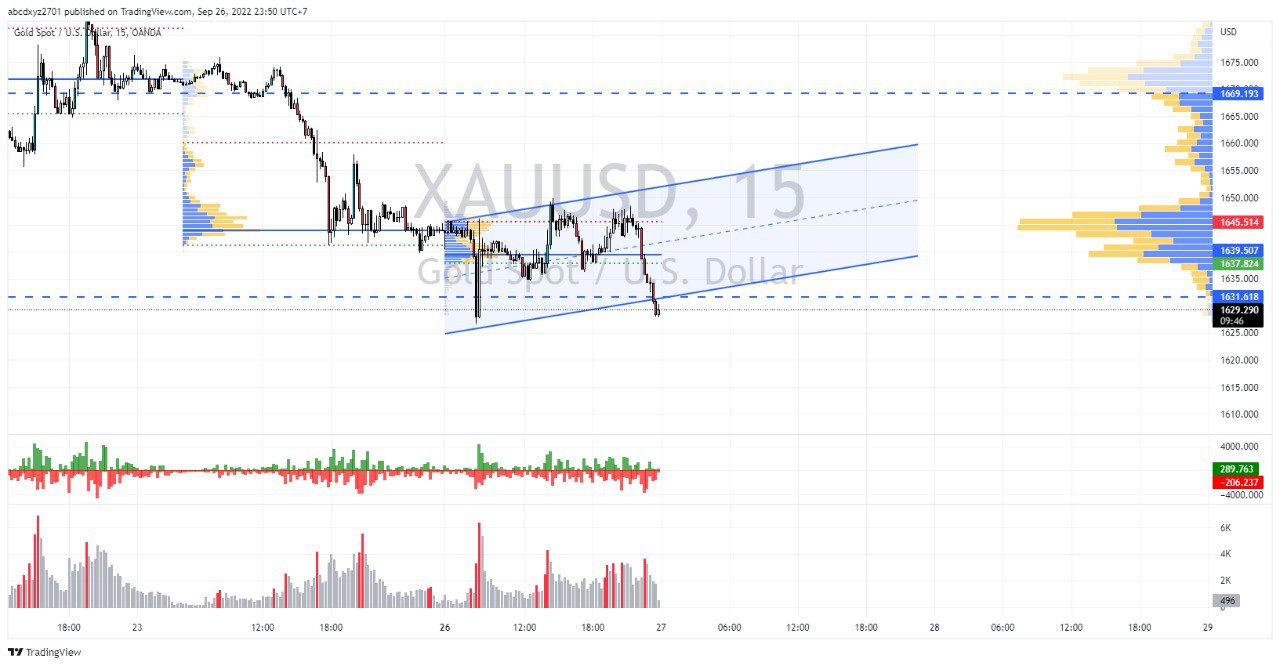 abcdxyz2701 published on TradingView.com, Sep 26, 2022 23:50 UTC+7
Gold Spot / U.S. Dollar, 15, OANDA
USD
1675.000
1669.193
1665.000
1660.000
1655.000
1650.000
1645.514
1639.507
1637.824
1635.000
1631.618
1629.290
09:46
1625.000
1620.000
1615.000
1610.000
XAUUSD, 15
Gold Spot / U.S. Dollar
4000.000
289.763
−206.237
−4000.000
6K
4K
2K
496
0
18:00 23 12:00 18:00 26 12:00 18:00 27 06:00 12:00 18:00 28 06:00 12:00 18:00 29
TradingView